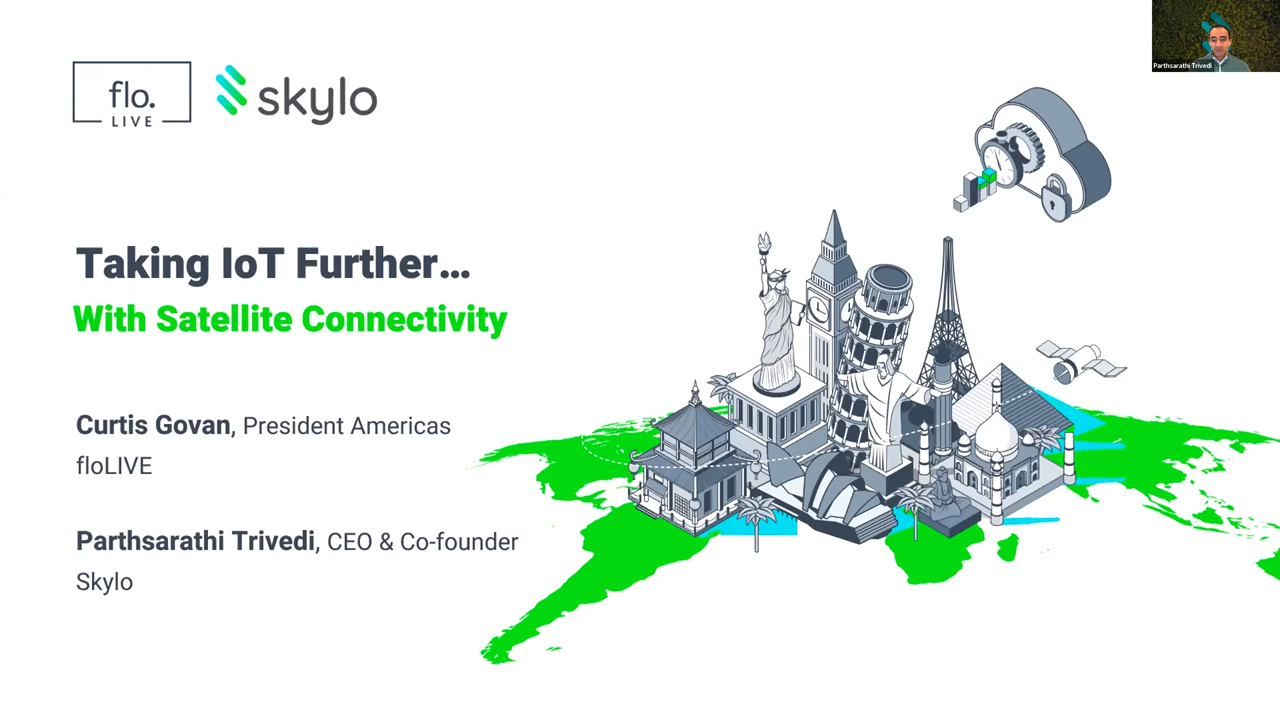 flo.
LIVE
skylo
Parthsarathi Trivedi
Taking IoT Further...
With Satellite Connectivity
Curtis Govan, President Americas
floLIVE
Parthsarathi Trivedi, CEO & Co-founder
Skylo